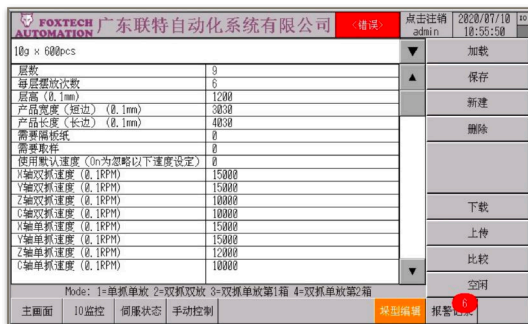 FOXTECH AUTOMATION 广东联特自动化系统有限公司 <错误> 点击注销 admin 2020/07/10 10:55:50
10g × 600pcs ▼ 加载
层数 9
每层摆放次数 6
层高 (0.1mm) 1200
产品宽度 (短边) (0.1mm) 3030
产品长度 (长边) (0.1mm) 4030
需要隔板纸 0
需要取样 0
使用默认速度 (On为忽略以下速度设定) 0
X轴双抓速度 (0.1RPM) 15000
Y轴双抓速度 (0.1RPM) 15000
Z轴双抓速度 (0.1RPM) 10000
C轴双抓速度 (0.1RPM) 10000
X轴单抓速度 (0.1RPM) 15000
Y轴单抓速度 (0.1RPM) 15000
Z轴单抓速度 (0.1RPM) 12000
C轴单抓速度 (0.1RPM) 10000
保存
新建
删除
下载
上传
比较
空闲
Mode: 1=单抓单放 2=双抓双放 3=双抓单放第1箱 4=双抓单放第2箱
主画面 IO监控 伺服状态 手动控制 垛型编辑 报警 6